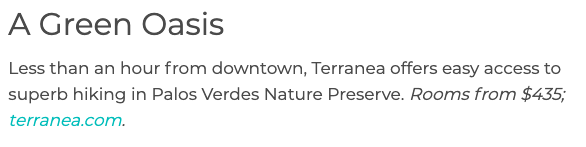 A Green Oasis
Less than an hour from downtown, Terranea offers easy access to
superb hiking in Palos Verdes Nature Preserve. Rooms from $435;
terranea.com.